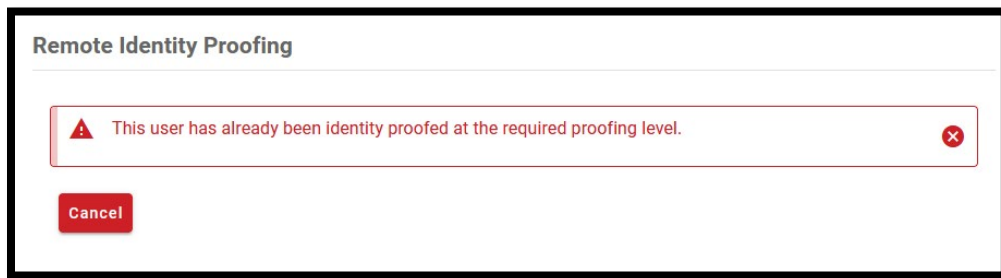 Remote Identity Proofing
This user has already been identity proofed at the required proofing level.
Cancel